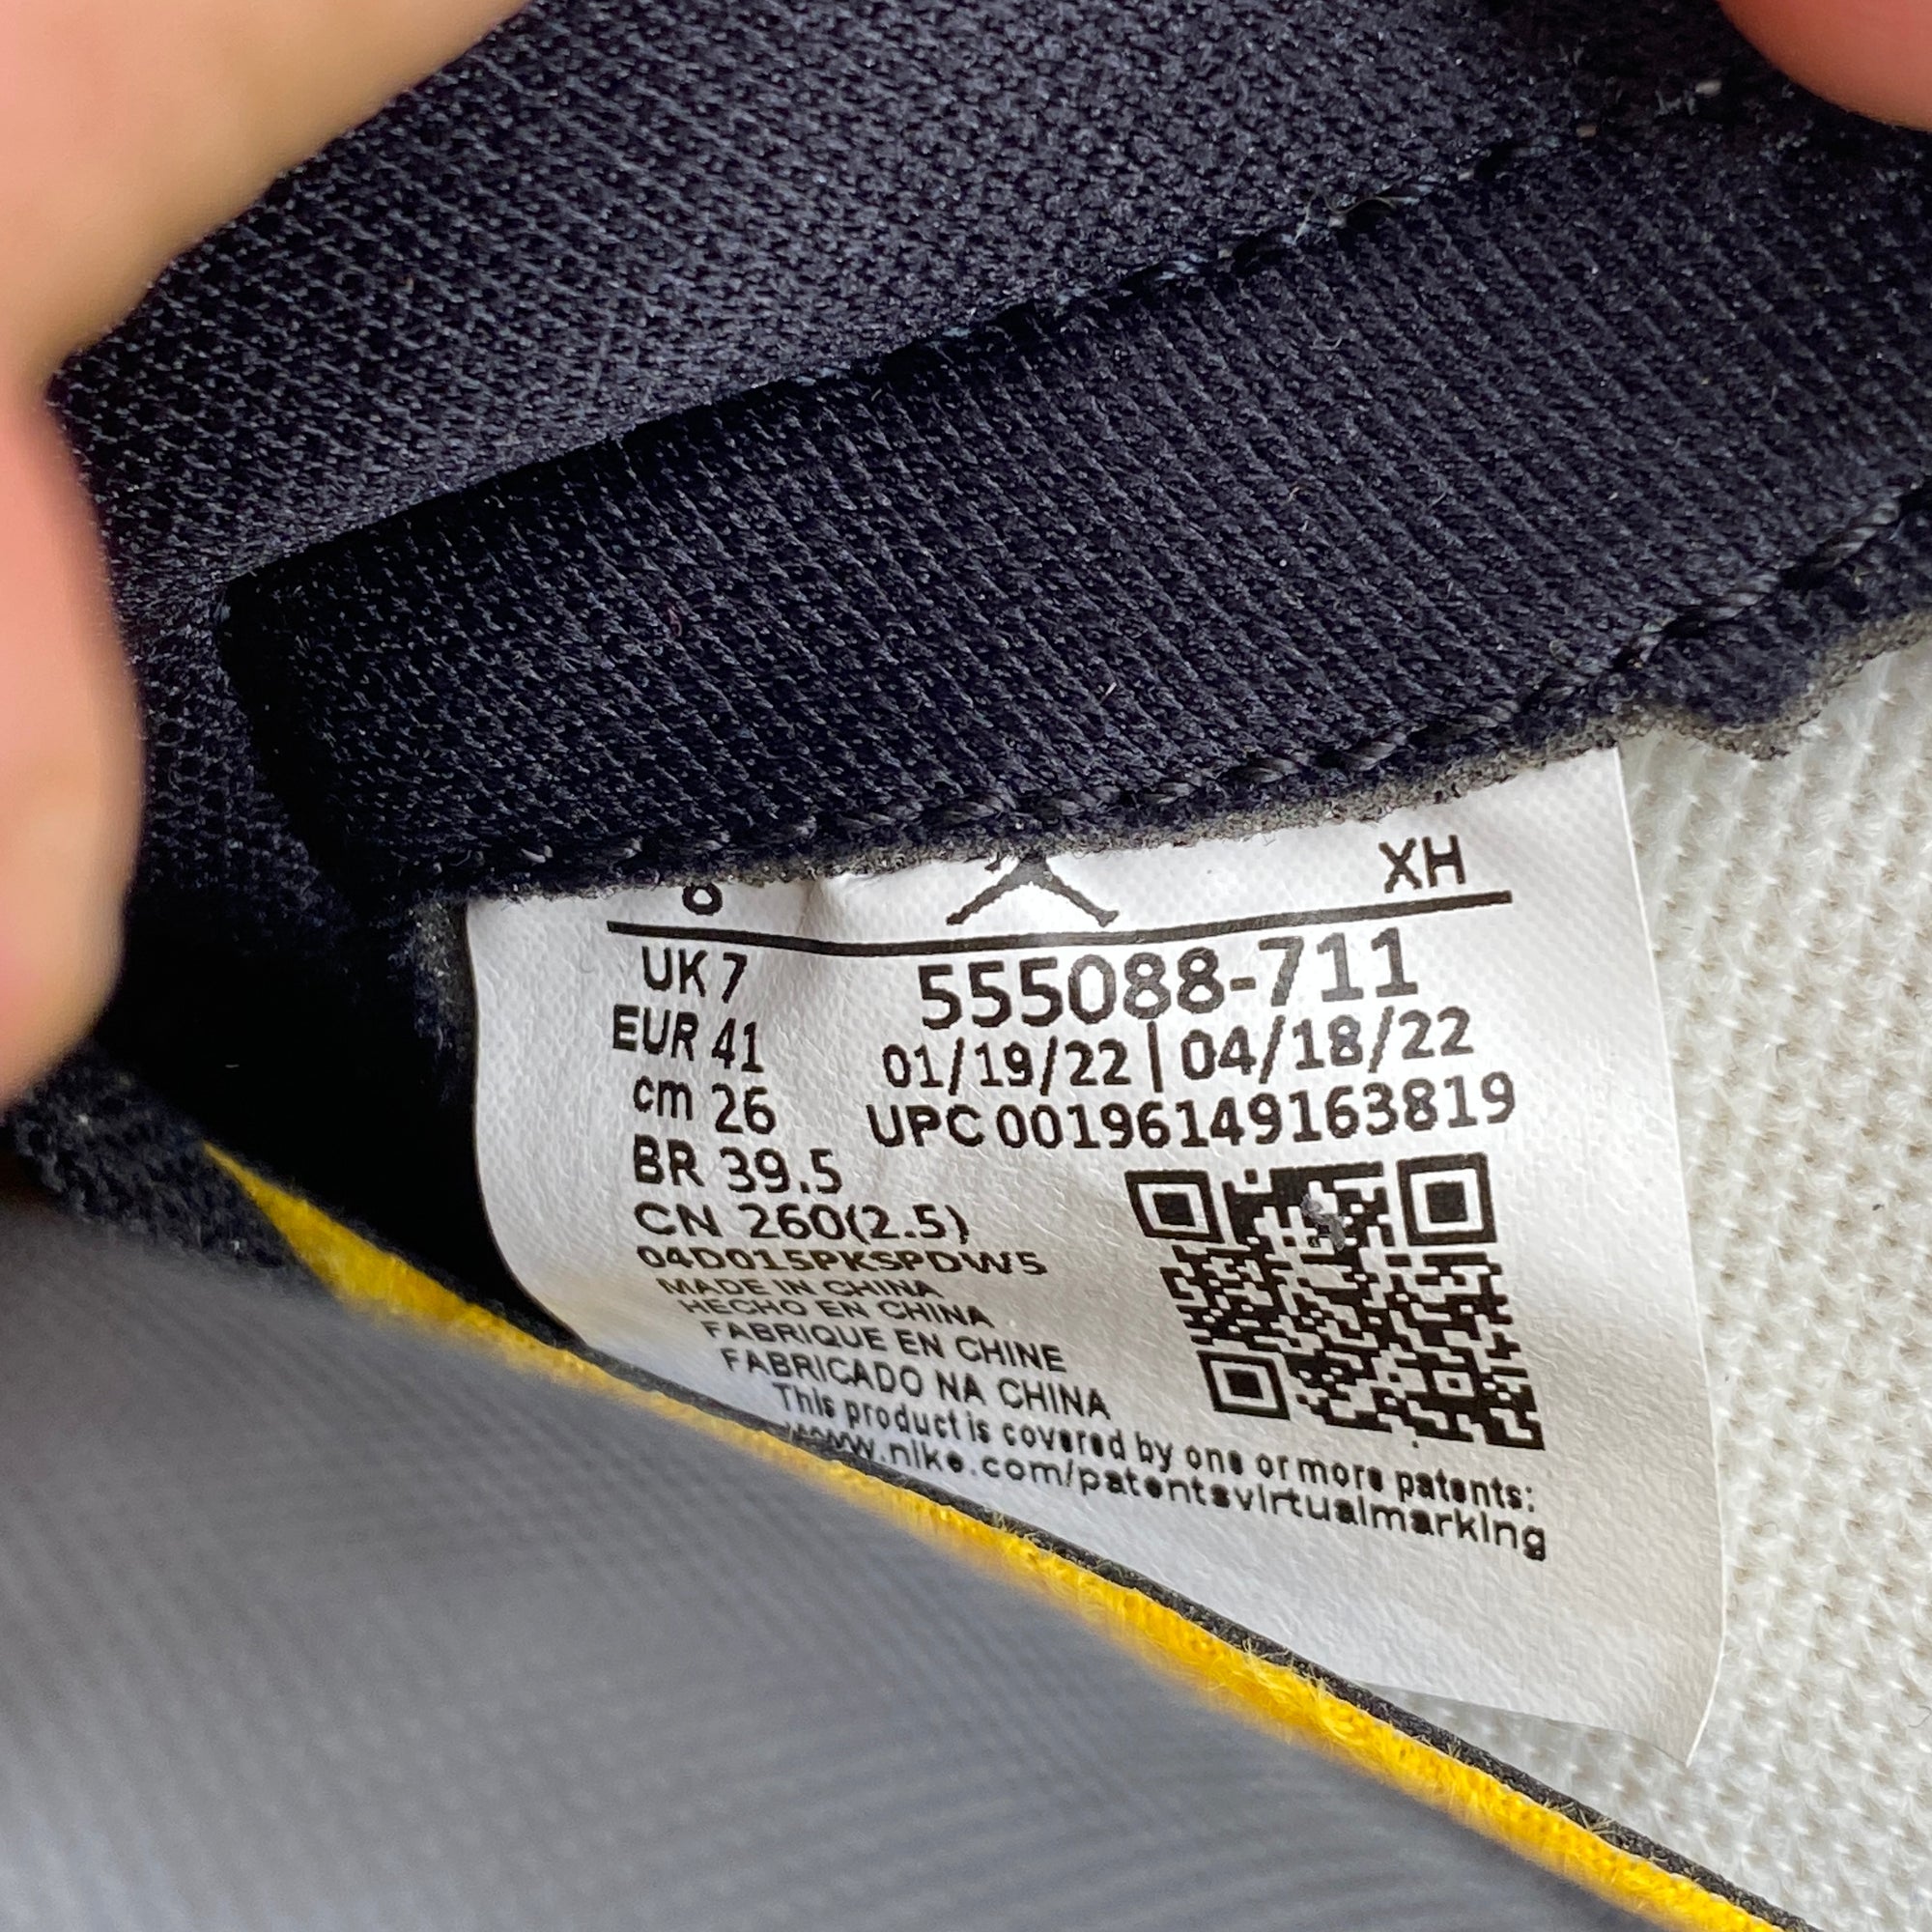 8 XH
UK 7
EUR 41
cm 26
BR 39.5
CN 260(2.5)
555088-711
01/19/22 | 04/18/22
UPC 00196149163819
04D015PKSPDW5
MADE IN CHINA
HECHO EN CHINA
FABRIQUE EN CHINE
FABRICADO NA CHINA
This product is covered by one or more patents:
www.nike.com/patentsvirtualmarking